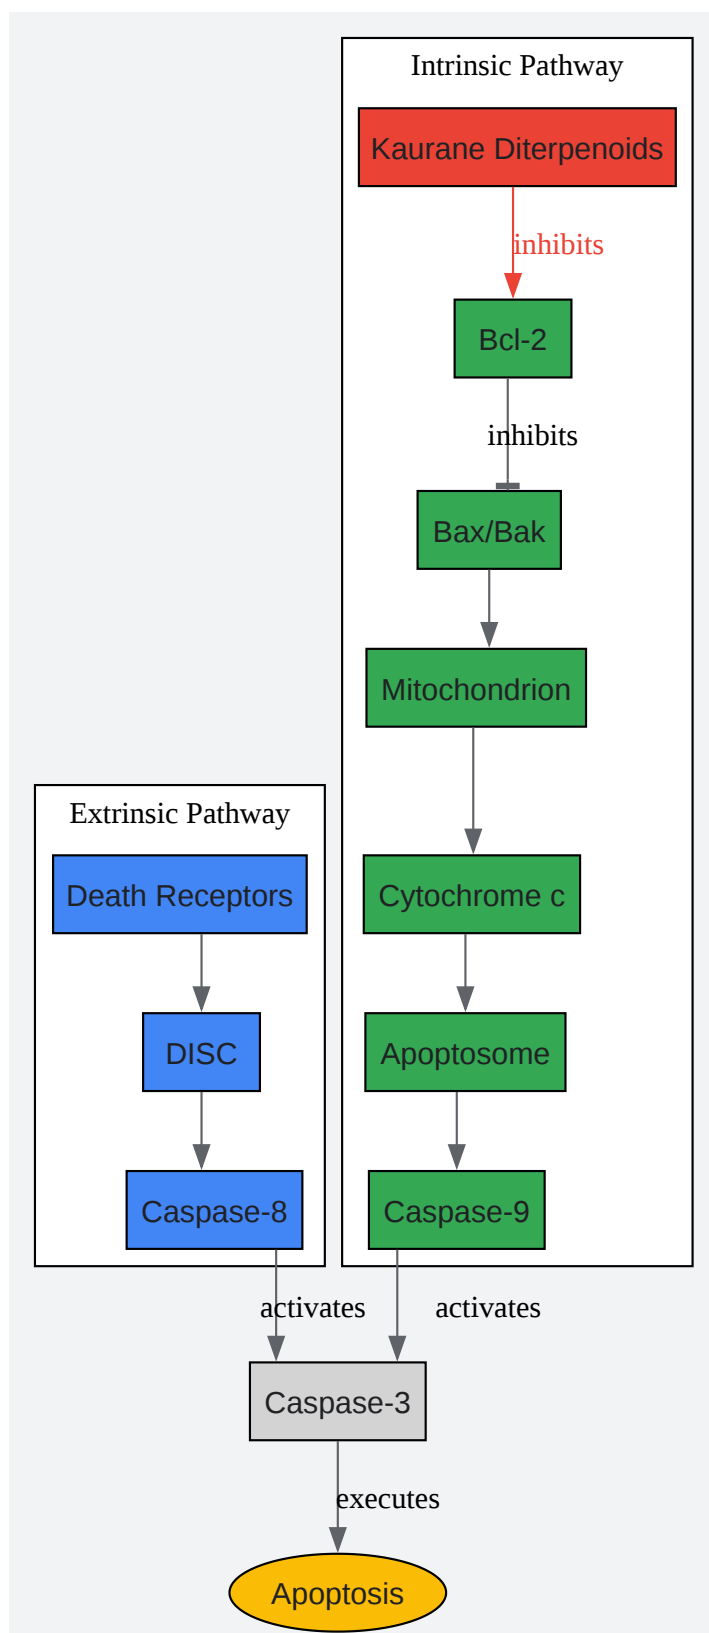 Intrinsic Pathway
Kaurane Diterpenoids
inhibits
Bcl-2
inhibits
Bax/Bak
Mitochondrion
Extrinsic Pathway
Death Receptors
Cytochrome c
DISC
Apoptosome
Caspase-8
Caspase-9
activates
activates
Caspase-3
executes
Apoptosis